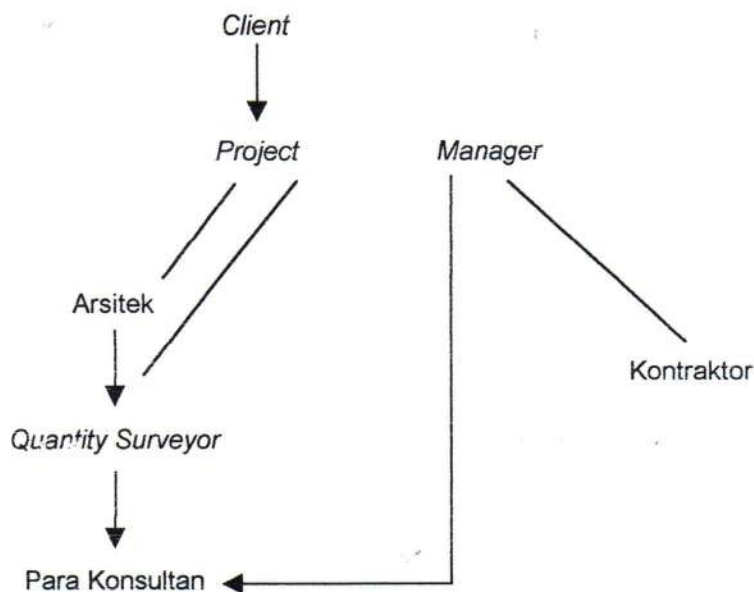 Client
Project Manager
Arsitek
Kontraktor
Quantity Surveyor
Para Konsultan